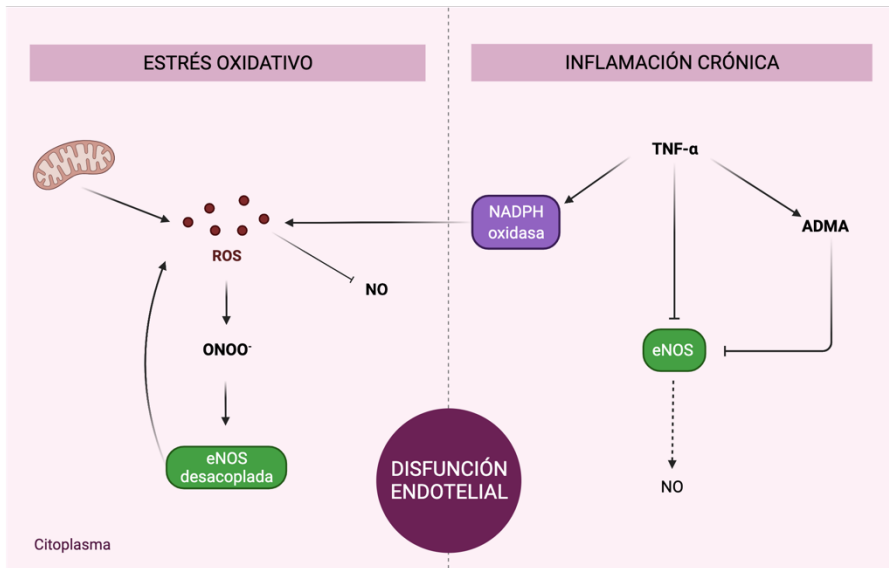 ESTRÉS OXIDATIVO
ROS
NO
ONOO⁻
eNOS
desacoplada
Citoplasma
INFLAMACIÓN CRÓNICA
TNF-α
NADPH
oxidasa
ADMA
eNOS
NO
DISFUNCIÓN
ENDOTELIAL